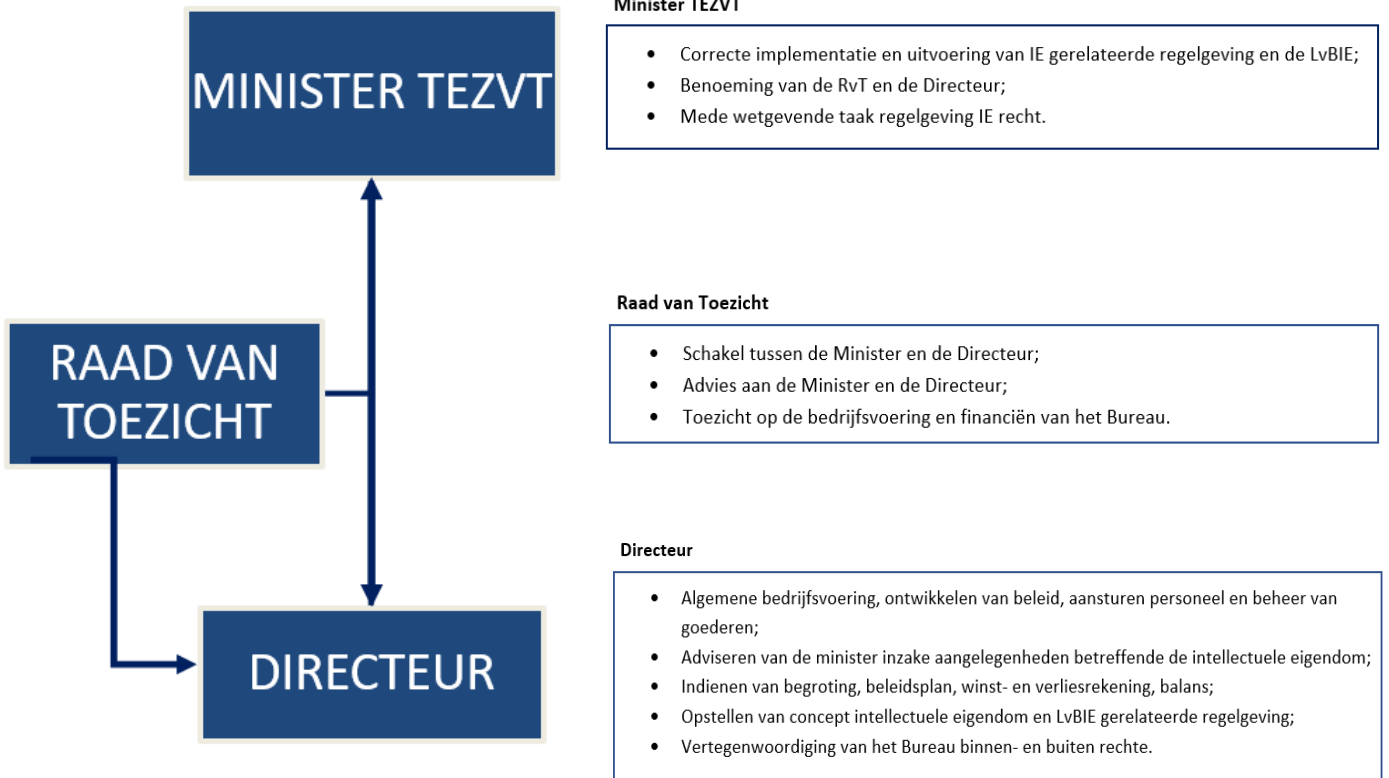 Minister TEZVT
MINISTER TEZVT
• Correcte implementatie en uitvoering van IE gerelateerde regelgeving en de LvBIE;
• Benoeming van de RvT en de Directeur;
• Mede wetgevende taak regelgeving IE recht.
RAAD VAN
TOEZICHT
Raad van Toezicht
• Schakel tussen de Minister en de Directeur;
• Advies aan de Minister en de Directeur;
• Toezicht op de bedrijfsvoering en financiën van het Bureau.
DIRECTEUR
Directeur
• Algemene bedrijfsvoering, ontwikkelen van beleid, aansturen personeel en beheer van
goederen;
• Adviseren van de minister inzake aangelegenheden betreffende de intellectuele eigendom;
• Indienen van begroting, beleidsplan, winst- en verliesrekening, balans;
• Opstellen van concept intellectuele eigendom en LvBIE gerelateerde regelgeving;
• Vertegenwoordiging van het Bureau binnen- en buiten rechte.